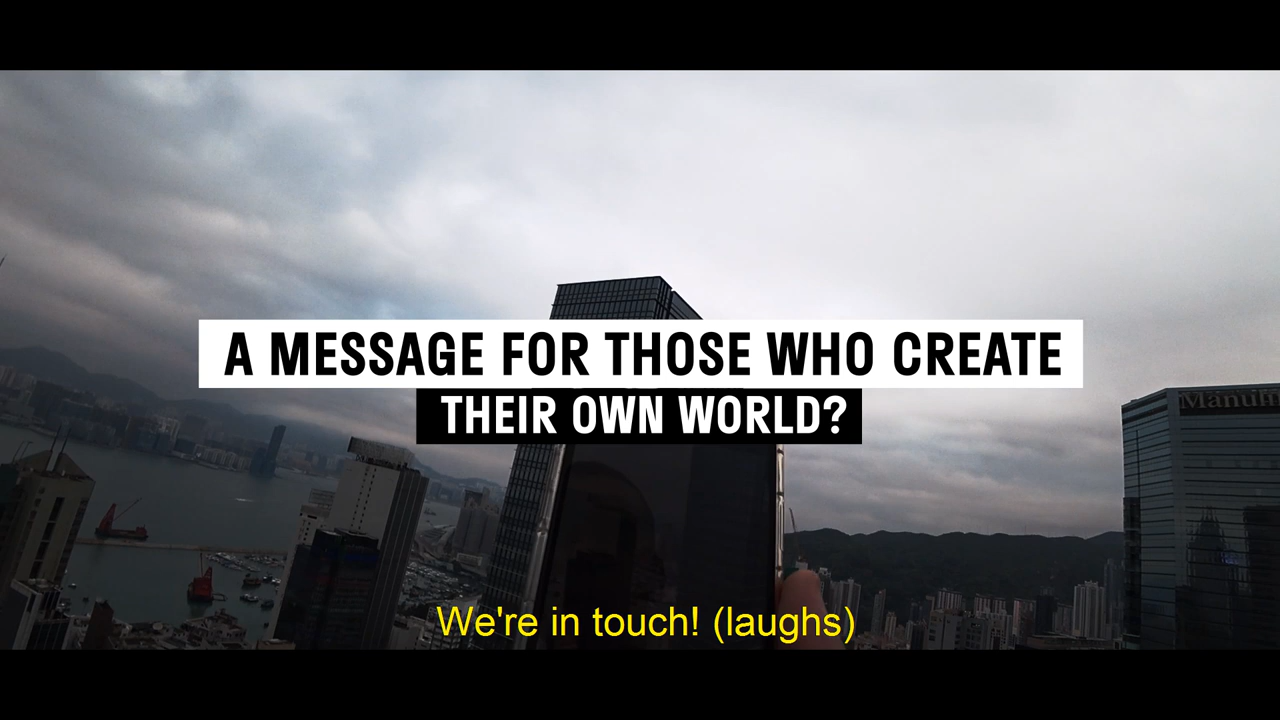 A MESSAGE FOR THOSE WHO CREATE
THEIR OWN WORLD?
We're in touch! (laughs)